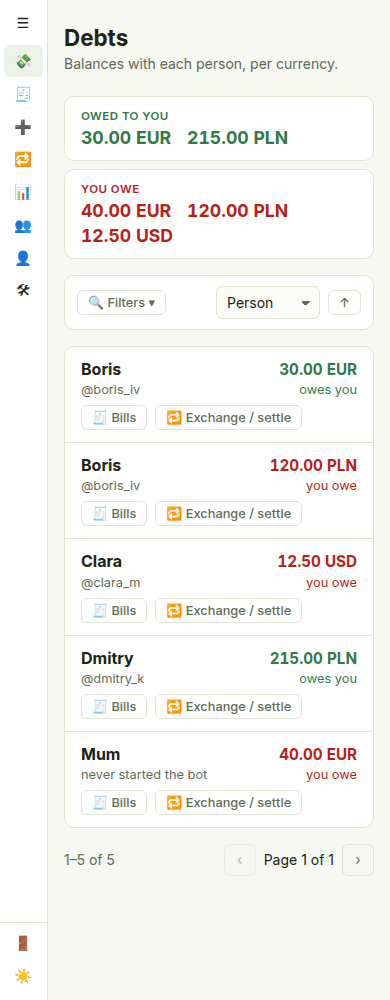 ☰
Debts
Balances with each person, per currency.
OWED TO YOU
30.00 EUR 215.00 PLN
YOU OWE
40.00 EUR 120.00 PLN
12.50 USD
🔍 Filters ▾ Person ↑
Boris 30.00 EUR
@boris_iv owes you
🧾 Bills 🔁 Exchange / settle
Boris 120.00 PLN
@boris_iv you owe
🧾 Bills 🔁 Exchange / settle
Clara 12.50 USD
@clara_m you owe
🧾 Bills 🔁 Exchange / settle
Dmitry 215.00 PLN
@dmitry_k owes you
🧾 Bills 🔁 Exchange / settle
Mum 40.00 EUR
never started the bot you owe
🧾 Bills 🔁 Exchange / settle
1–5 of 5 ‹ Page 1 of 1 ›